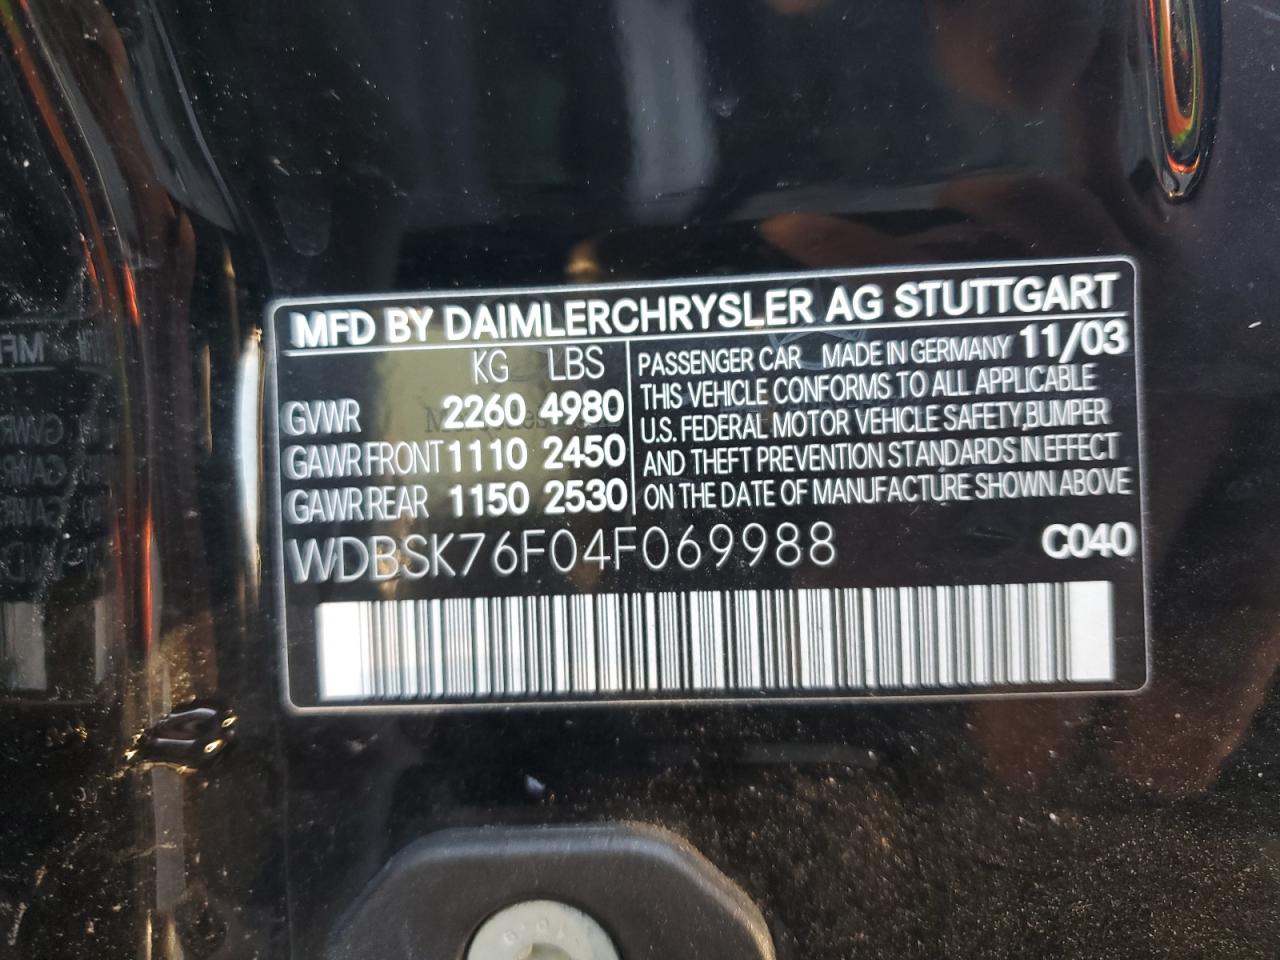 MFD BY DAIMLERCHRYSLER AG STUTTGART
KG LBS
GVWR 2260 4980
GAWR FRONT 1110 2450
GAWR REAR 1150 2530
PASSENGER CAR MADE IN GERMANY 11/03
THIS VEHICLE CONFORMS TO ALL APPLICABLE
U.S. FEDERAL MOTOR VEHICLE SAFETY, BUMPER
AND THEFT PREVENTION STANDARDS IN EFFECT
ON THE DATE OF MANUFACTURE SHOWN ABOVE
WDBSK76F04F069988 C040